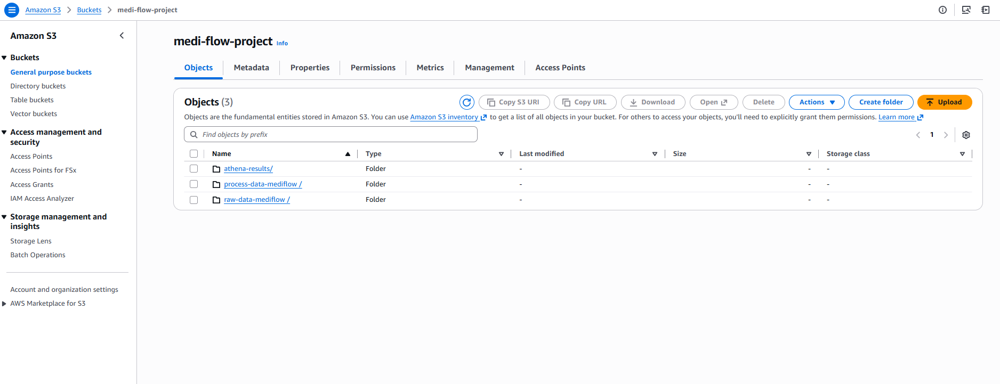 Amazon S3 > Buckets > medi-flow-project
Amazon S3
Buckets
General purpose buckets
Directory buckets
Table buckets
Vector buckets
Access management and
security
Access Points
Access Points for FSx
Access Grants
IAM Access Analyzer
Storage management and
insights
Storage Lens
Batch Operations
Account and organization settings
AWS Marketplace for S3
medi-flow-project Info
Objects Metadata Properties Permissions Metrics Management Access Points
Objects (3) Copy S3 URI Copy URL Download Open Delete Actions Create folder Upload
Objects are the fundamental entities stored in Amazon S3. You can use Amazon S3 inventory to get a list of all objects in your bucket. For others to access your objects, you'll need to explicitly grant them permissions. Learn more
Find objects by prefix 1
Name Type Last modified Size Storage class
athena-results/ Folder - - -
process-data-mediflow / Folder - - -
raw-data-mediflow / Folder - - -